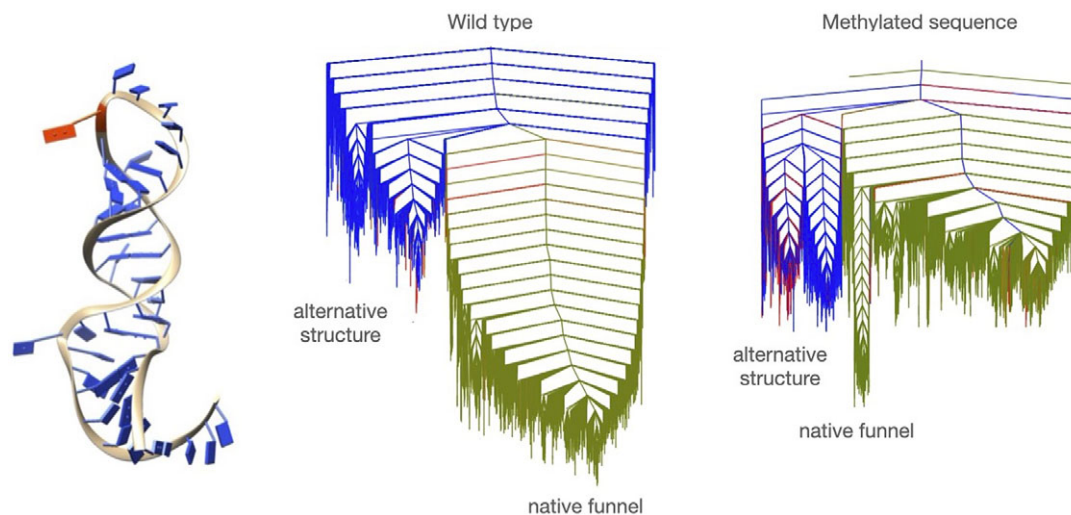 Wild type
Methylated sequence
alternative
structure
native funnel
alternative
structure
native funnel